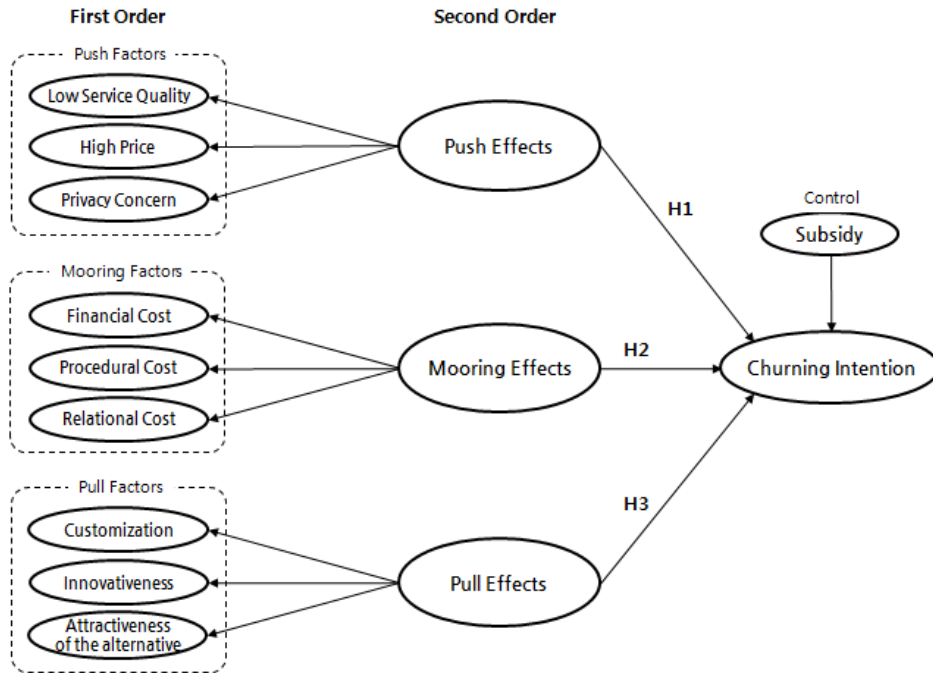 First Order
Second Order
Push Factors
Low Service Quality
High Price
Privacy Concern
Push Effects
H1
Control
Subsidy
Mooring Factors
Financial Cost
Procedural Cost
Relational Cost
Mooring Effects
H2
Churning Intention
Pull Factors
Customization
Innovativeness
Attractiveness
of the alternative
Pull Effects
H3